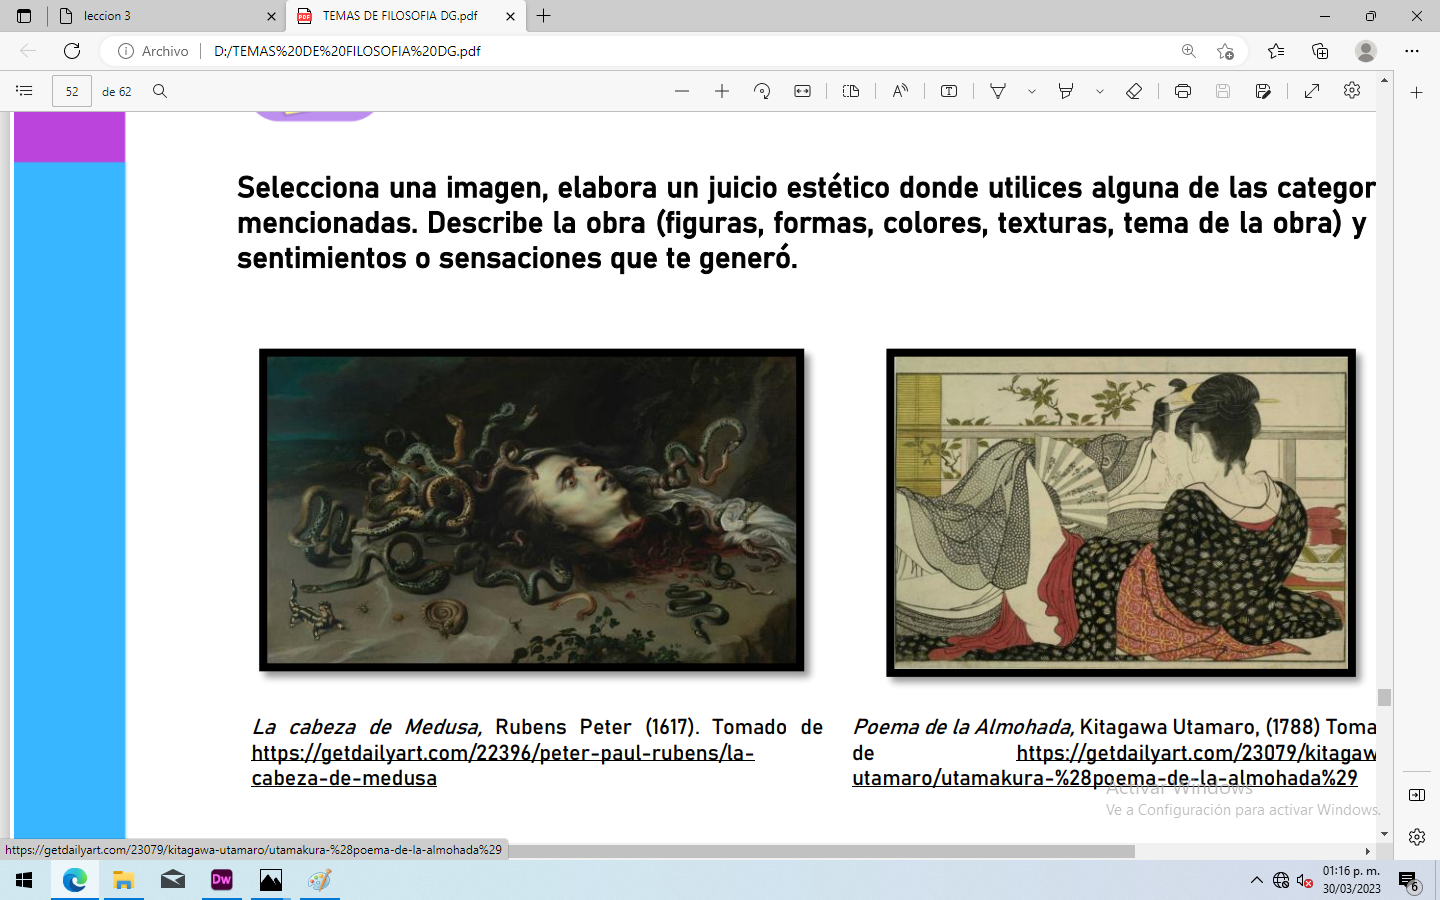 leccion 3
TEMAS DE FILOSOFIA DG.pdf
Archivo
D:/TEMAS%20DE%20FILOSOFIA%20DG.pdf
52
de 62
Selecciona una imagen, elabora un juicio estético donde utilices alguna de las categor
mencionadas. Describe la obra (figuras, formas, colores, texturas, tema de la obra) y
sentimientos o sensaciones que te generó.
La cabeza de Medusa, Rubens Peter (1617). Tomado de
https://getdailyart.com/22396/peter-paul-rubens/la-
cabeza-de-medusa
Poema de la Almohada, Kitagawa Utamaro, (1788) Toma
de https://getdailyart.com/23079/kitagaw
utamaro/utamakura-%28poema-de-la-almohada%29
Activar Windows
Ve a Configuración para activar Windows.
https://getdailyart.com/23079/kitagawa-utamaro/utamakura-%28poema-de-la-almohada%29
Dw
01:16 p. m.
30/03/2023
6